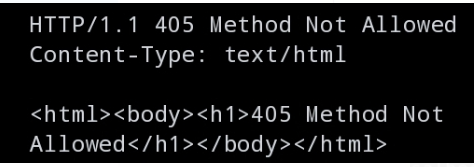 HTTP/1.1 405 Method Not Allowed
Content-Type: text/html

<html><body><h1>405 Method Not
Allowed</h1></body></html>